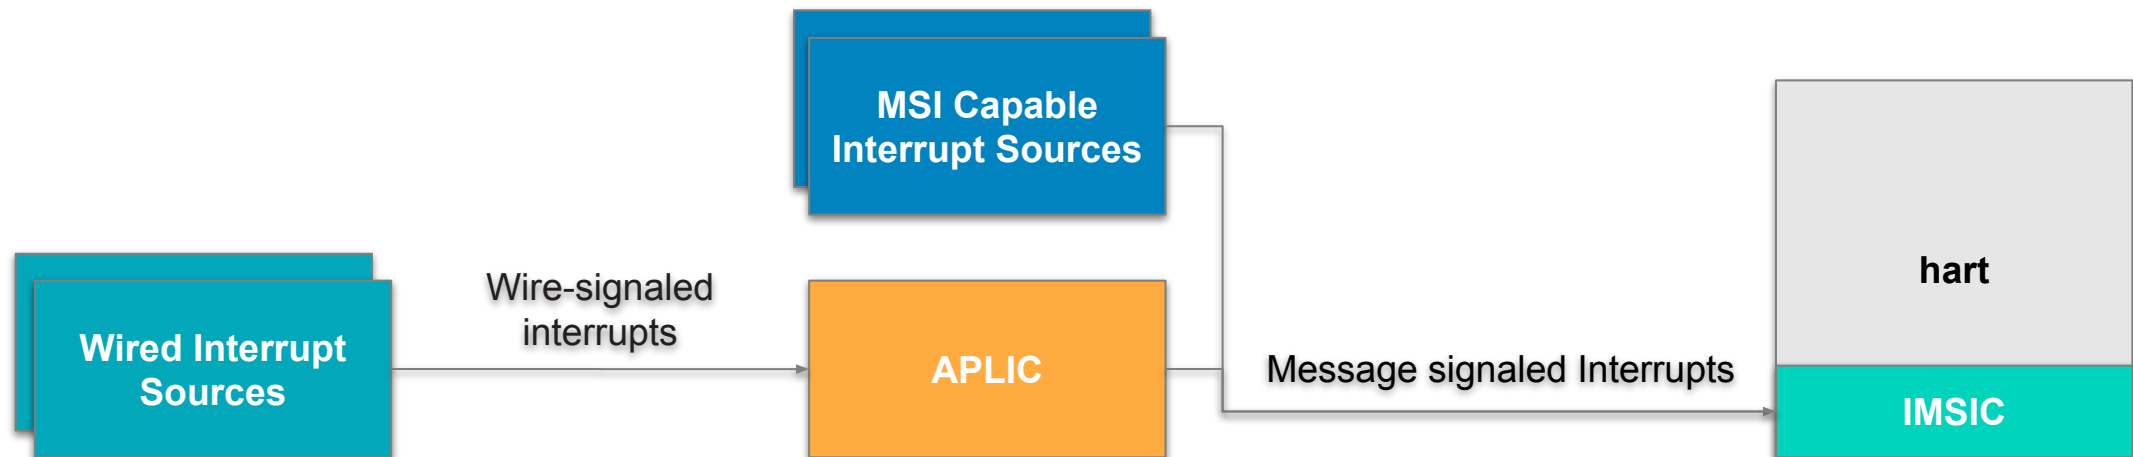 MSI Capable
Interrupt Sources
hart
Wire-signaled
interrupts
Wired Interrupt
Sources
APLIC
Message signaled Interrupts
IMSIC